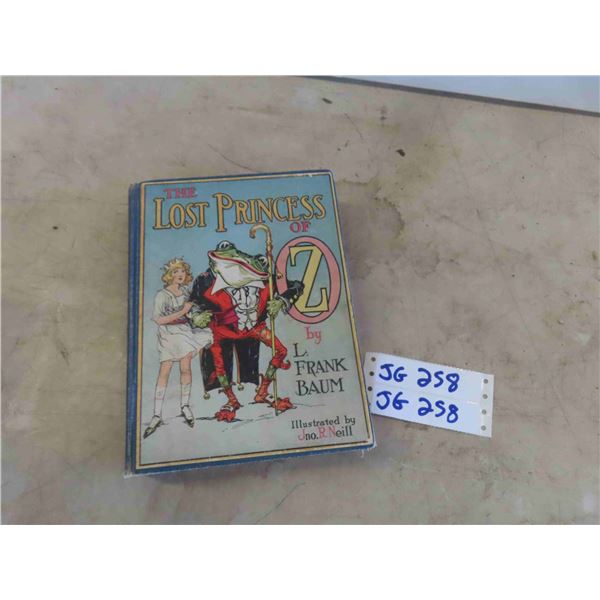 THE
LOST PRINCESS
OF
OZ
by
L. FRANK
BAUM
Illustrated by
Jno. R. Neill
JG 258
JG 258